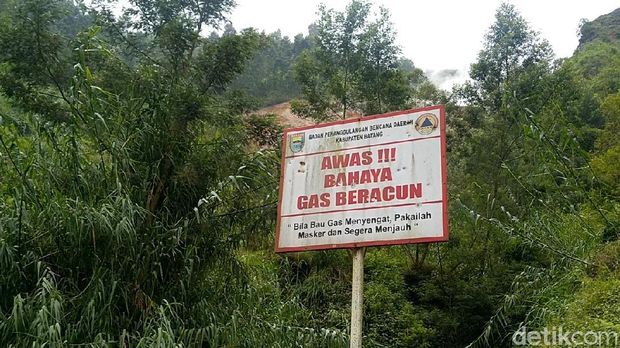 BADAN PENANGGULANGAN BENCANA DAERAH
KABUPATEN BATANG
AWAS !!!
BAHAYA
GAS BERACUN
" Bila Bau Gas Menyengat, Pakailah
Masker dan Segera Menjauh "
detikcom